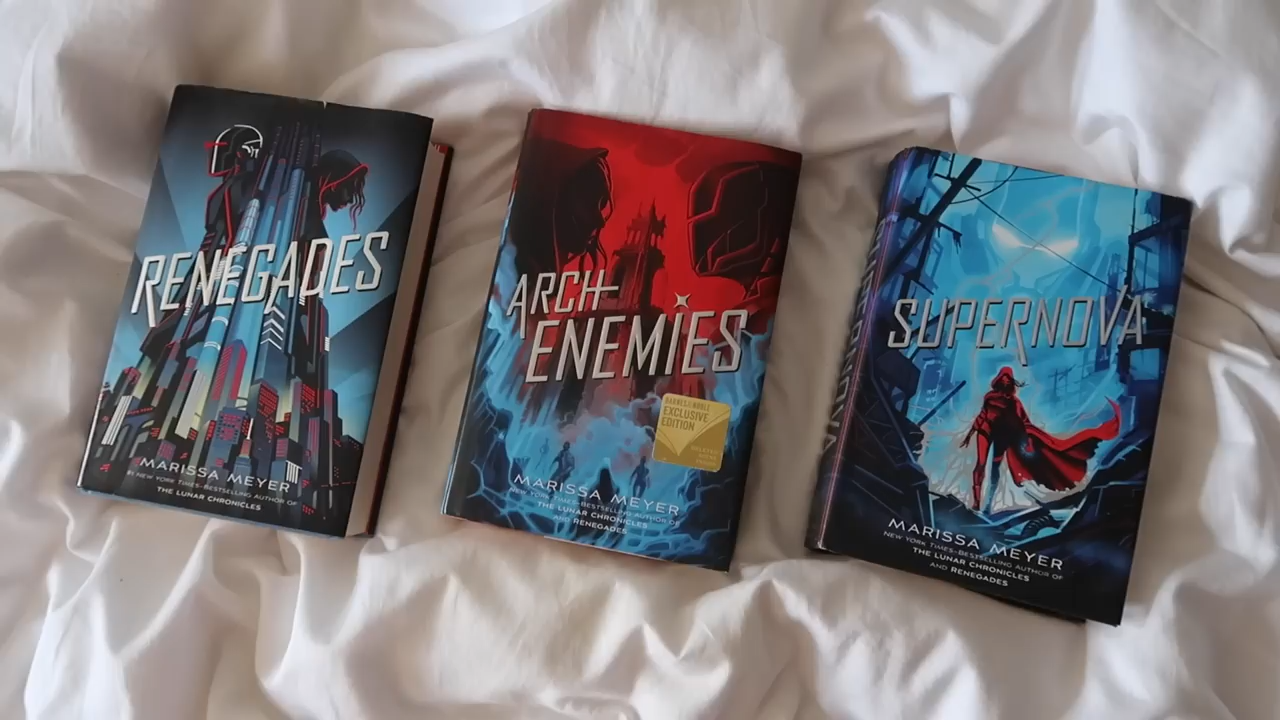 RENEGADES
MARISSA MEYER
#1 NEW YORK TIMES-BESTSELLING AUTHOR OF
THE LUNAR CHRONICLES
ARCH
ENEMIES
BARNES & NOBLE
EXCLUSIVE
EDITION
MARISSA MEYER
NEW YORK TIMES-BESTSELLING AUTHOR OF
THE LUNAR CHRONICLES
AND RENEGADES
SUPERNOVA
SUPERNOVA
MARISSA MEYER
NEW YORK TIMES-BESTSELLING AUTHOR OF
THE LUNAR CHRONICLES
AND RENEGADES